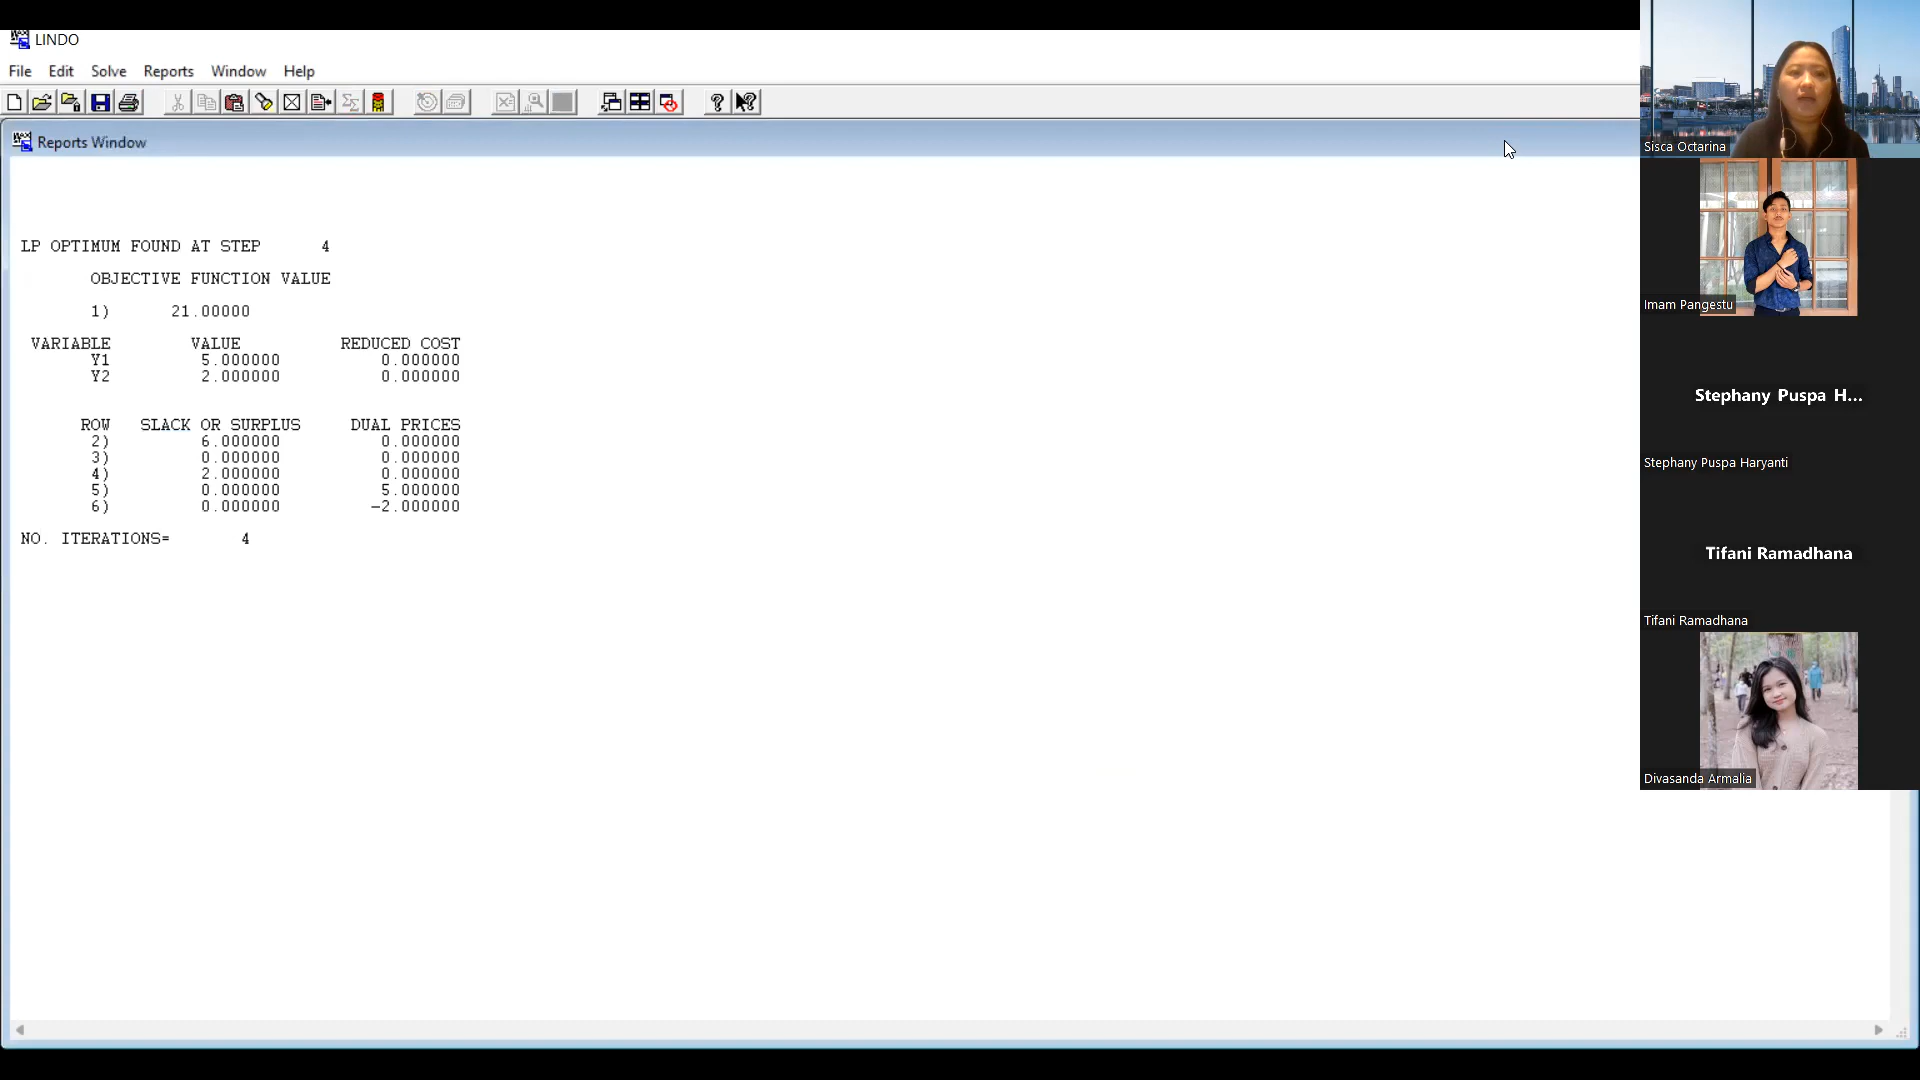 LINDO
File Edit Solve Reports Window Help
Reports Window
LP OPTIMUM FOUND AT STEP 4
OBJECTIVE FUNCTION VALUE
1) 21.00000
VARIABLE VALUE REDUCED COST
Y1 5.000000 0.000000
Y2 2.000000 0.000000
ROW SLACK OR SURPLUS DUAL PRICES
2) 6.000000 0.000000
3) 0.000000 0.000000
4) 2.000000 0.000000
5) 0.000000 5.000000
6) 0.000000 -2.000000
NO. ITERATIONS= 4
Sisca Octarina
Imam Pangestu
Stephany Puspa H...
Stephany Puspa Haryanti
Tifani Ramadhana
Tifani Ramadhana
Divasanda Armalia